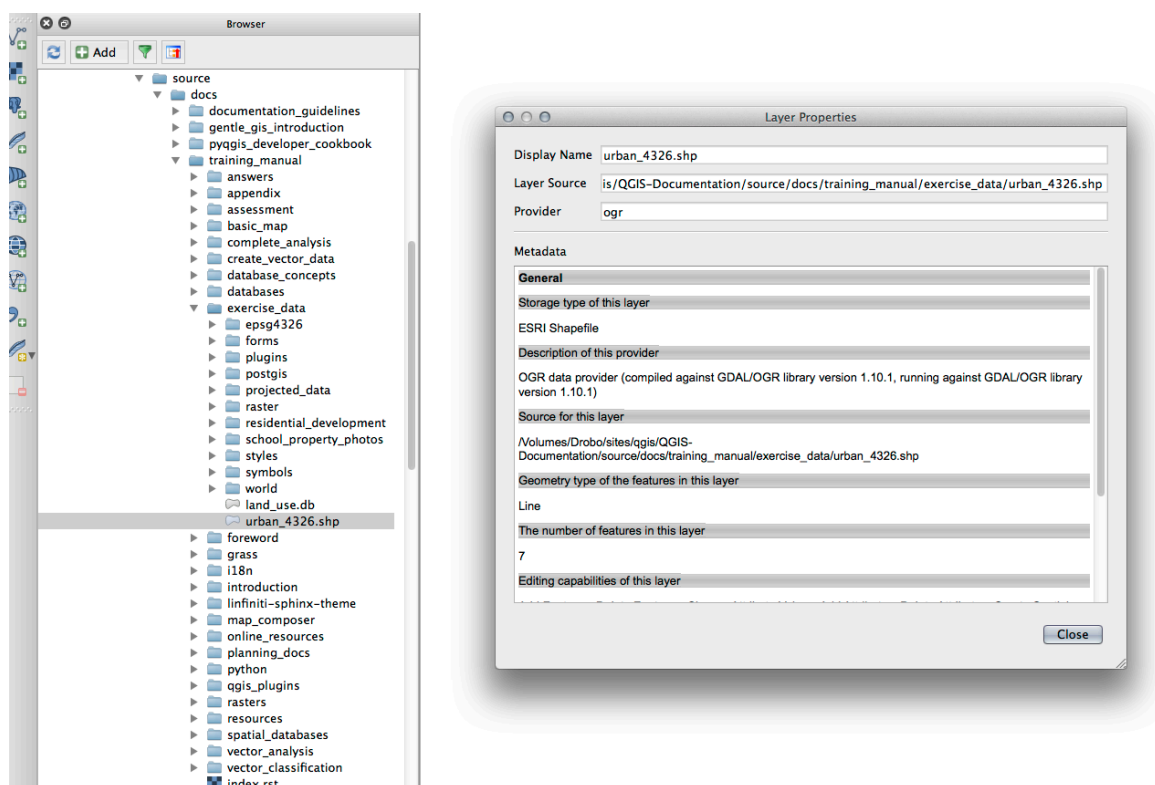 Browser
Add
source
docs
documentation_guidelines
gentle_gis_introduction
pyqgis_developer_cookbook
training_manual
answers
appendix
assessment
basic_map
complete_analysis
create_vector_data
database_concepts
databases
exercise_data
epsg4326
forms
plugins
postgis
projected_data
raster
residential_development
school_property_photos
styles
symbols
world
land_use.db
urban_4326.shp
foreword
grass
i18n
introduction
linfiniti-sphinx-theme
map_composer
online_resources
planning_docs
python
qgis_plugins
rasters
resources
spatial_databases
vector_analysis
vector_classification
index.rst
Layer Properties
Display Name urban_4326.shp
Layer Source is/QGIS-Documentation/source/docs/training_manual/exercise_data/urban_4326.shp
Provider ogr
Metadata
General
Storage type of this layer
ESRI Shapefile
Description of this provider
OGR data provider (compiled against GDAL/OGR library version 1.10.1, running against GDAL/OGR library
version 1.10.1)
Source for this layer
/Volumes/Drobo/sites/qgis/QGIS-
Documentation/source/docs/training_manual/exercise_data/urban_4326.shp
Geometry type of the features in this layer
Line
The number of features in this layer
7
Editing capabilities of this layer
Close